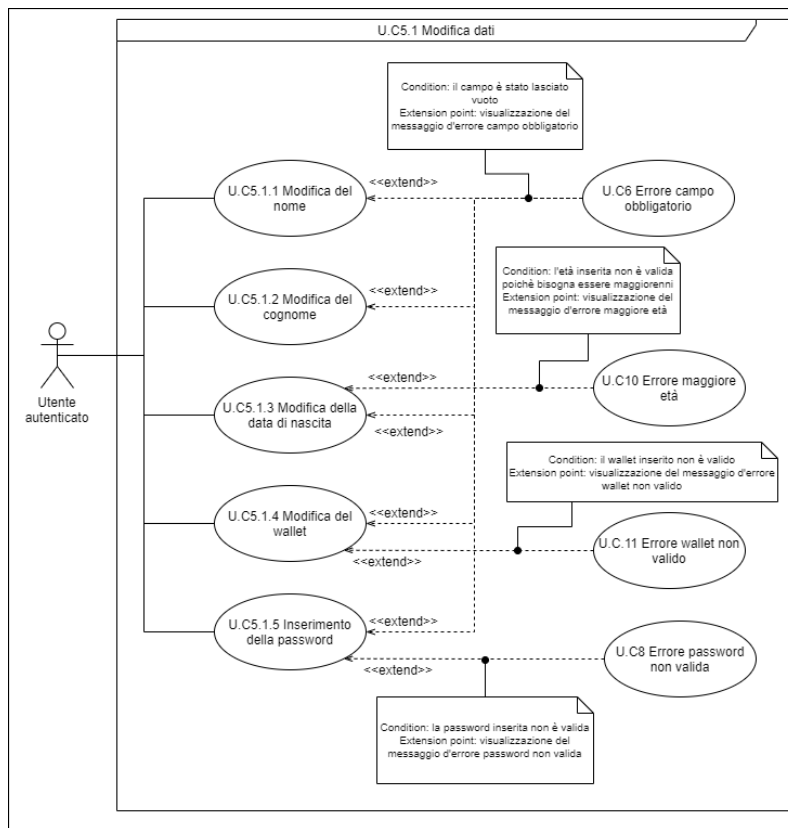 U.C5.1 Modifica dati
Condition: il campo è stato lasciato
vuoto
Extension point: visualizzazione del
messaggio d'errore campo obbligatorio
U.C5.1.1 Modifica del
nome
<<extend>>
U.C6 Errore campo
obbligatorio
Condition: l'età inserita non è valida
poichè bisogna essere maggiorenni
Extension point: visualizzazione del
messaggio d'errore maggiore età
U.C5.1.2 Modifica del
cognome
<<extend>>
Utente
autenticato
<<extend>>
U.C10 Errore maggiore
età
U.C5.1.3 Modifica della
data di nascita
<<extend>>
Condition: il wallet inserito non è valido
Extension point: visualizzazione del messaggio d'errore
wallet non valido
U.C5.1.4 Modifica del
wallet
<<extend>>
<<extend>>
U.C.11 Errore wallet non
valido
U.C5.1.5 Inserimento
della password
<<extend>>
<<extend>>
U.C8 Errore password
non valida
Condition: la password inserita non è valida
Extension point: visualizzazione del
messaggio d'errore password non valida